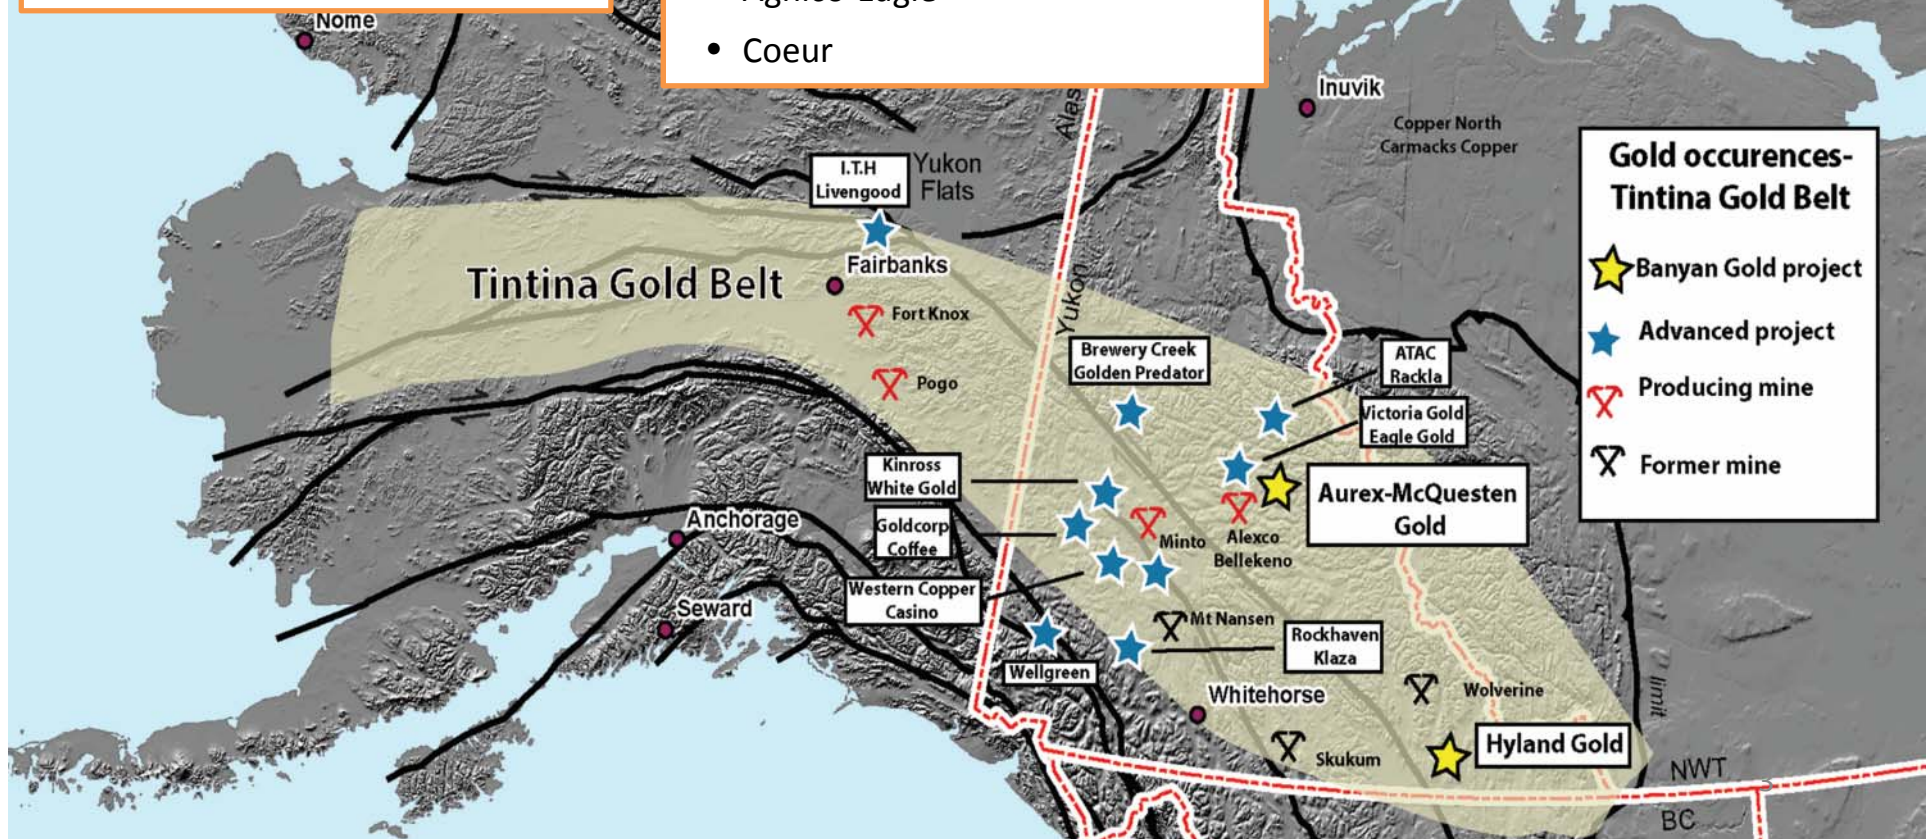 Agnico-Eagle
• Coeur
Nome
Inuvik
Alas
Yukon
Copper North
Carmacks Copper
Gold occurences-
Tintina Gold Belt
Banyan Gold project
Advanced project
Producing mine
Former mine
I.T.H
Livengood
Yukon
Flats
Tintina Gold Belt
Fairbanks
Fort Knox
Pogo
Brewery Creek
Golden Predator
ATAC
Rackla
Victoria Gold
Eagle Gold
Kinross
White Gold
Goldcorp
Coffee
Western Copper
Casino
Aurex-McQuesten
Gold
Minto
Alexco
Bellekeno
Anchorage
Seward
Mt Nansen
Rockhaven
Klaza
Wellgreen
Whitehorse
Wolverine
Skukum
Hyland Gold
limit
NWT
BC